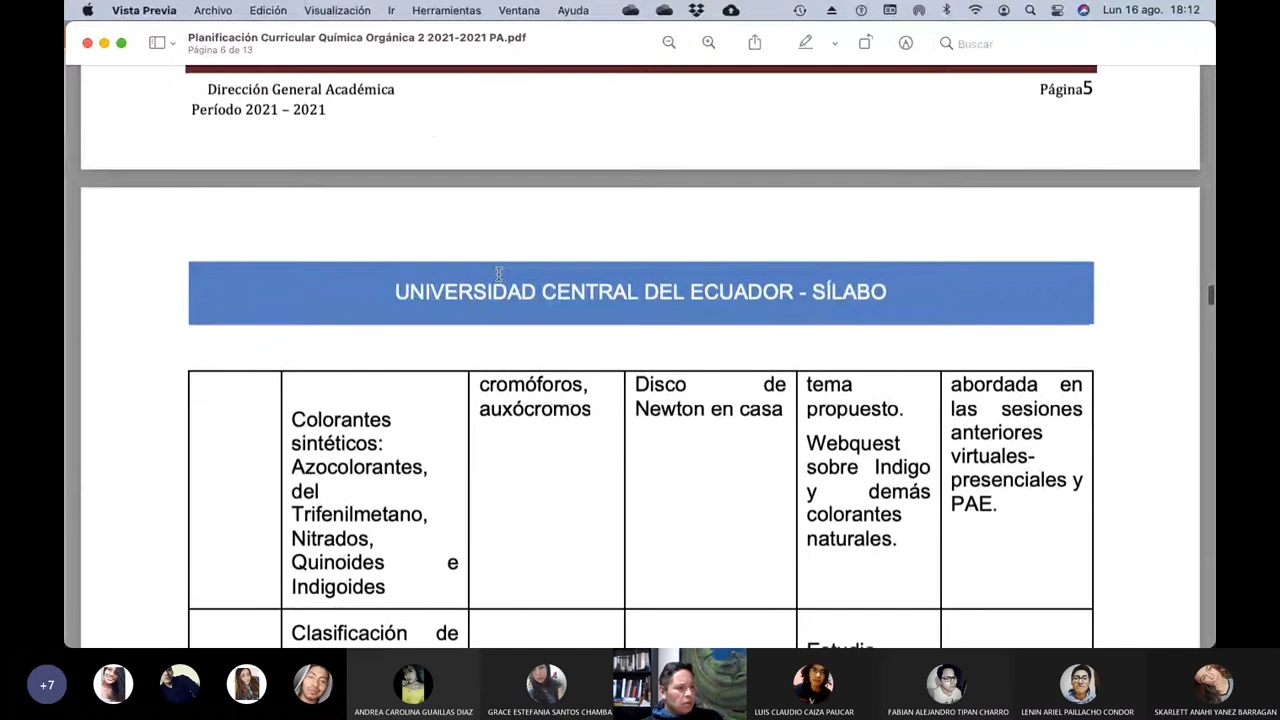 Vista Previa Archivo Edición Visualización Ir Herramientas Ventana Ayuda Lun 16 ago. 18:12
Planificación Curricular Química Orgánica 2 2021-2021 PA.pdf
Página 6 de 13
Buscar
Dirección General Académica Página5
Período 2021 – 2021
UNIVERSIDAD CENTRAL DEL ECUADOR - SÍLABO
Colorantes
sintéticos:
Azocolorantes,
del
Trifenilmetano,
Nitrados,
Quinoides e
Indigoides
cromóforos,
auxócromos
Disco de
Newton en casa
tema
propuesto.
Webquest
sobre Indigo
y demás
colorantes
naturales.
abordada en
las sesiones
anteriores
virtuales-
presenciales y
PAE.
Clasificación de
Estudio
+7
ANDREA CAROLINA GUAILLAS DIAZ
GRACE ESTEFANIA SANTOS CHAMBA
LUIS CLAUDIO CAIZA PAUCAR
FABIAN ALEJANDRO TIPAN CHARRO
LENIN ARIEL PAILLACHO CONDOR
SKARLETT ANAHI YANEZ BARRAGAN